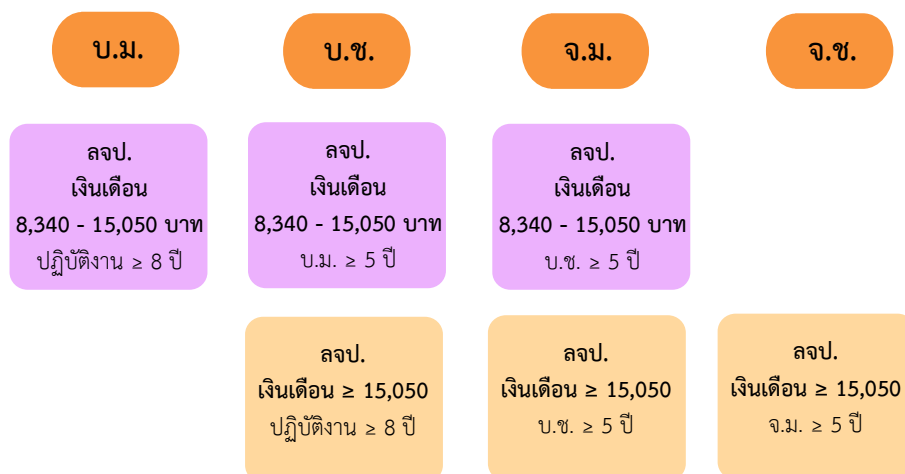 บ.ม.
บ.ช.
จ.ม.
จ.ช.
ลจป.
เงินเดือน
8,340 - 15,050 บาท
ปฏิบัติงาน ≥ 8 ปี
ลจป.
เงินเดือน
8,340 - 15,050 บาท
บ.ม. ≥ 5 ปี
ลจป.
เงินเดือน
8,340 - 15,050 บาท
บ.ช. ≥ 5 ปี
ลจป.
เงินเดือน ≥ 15,050
ปฏิบัติงาน ≥ 8 ปี
ลจป.
เงินเดือน ≥ 15,050
บ.ช. ≥ 5 ปี
ลจป.
เงินเดือน ≥ 15,050
จ.ม. ≥ 5 ปี